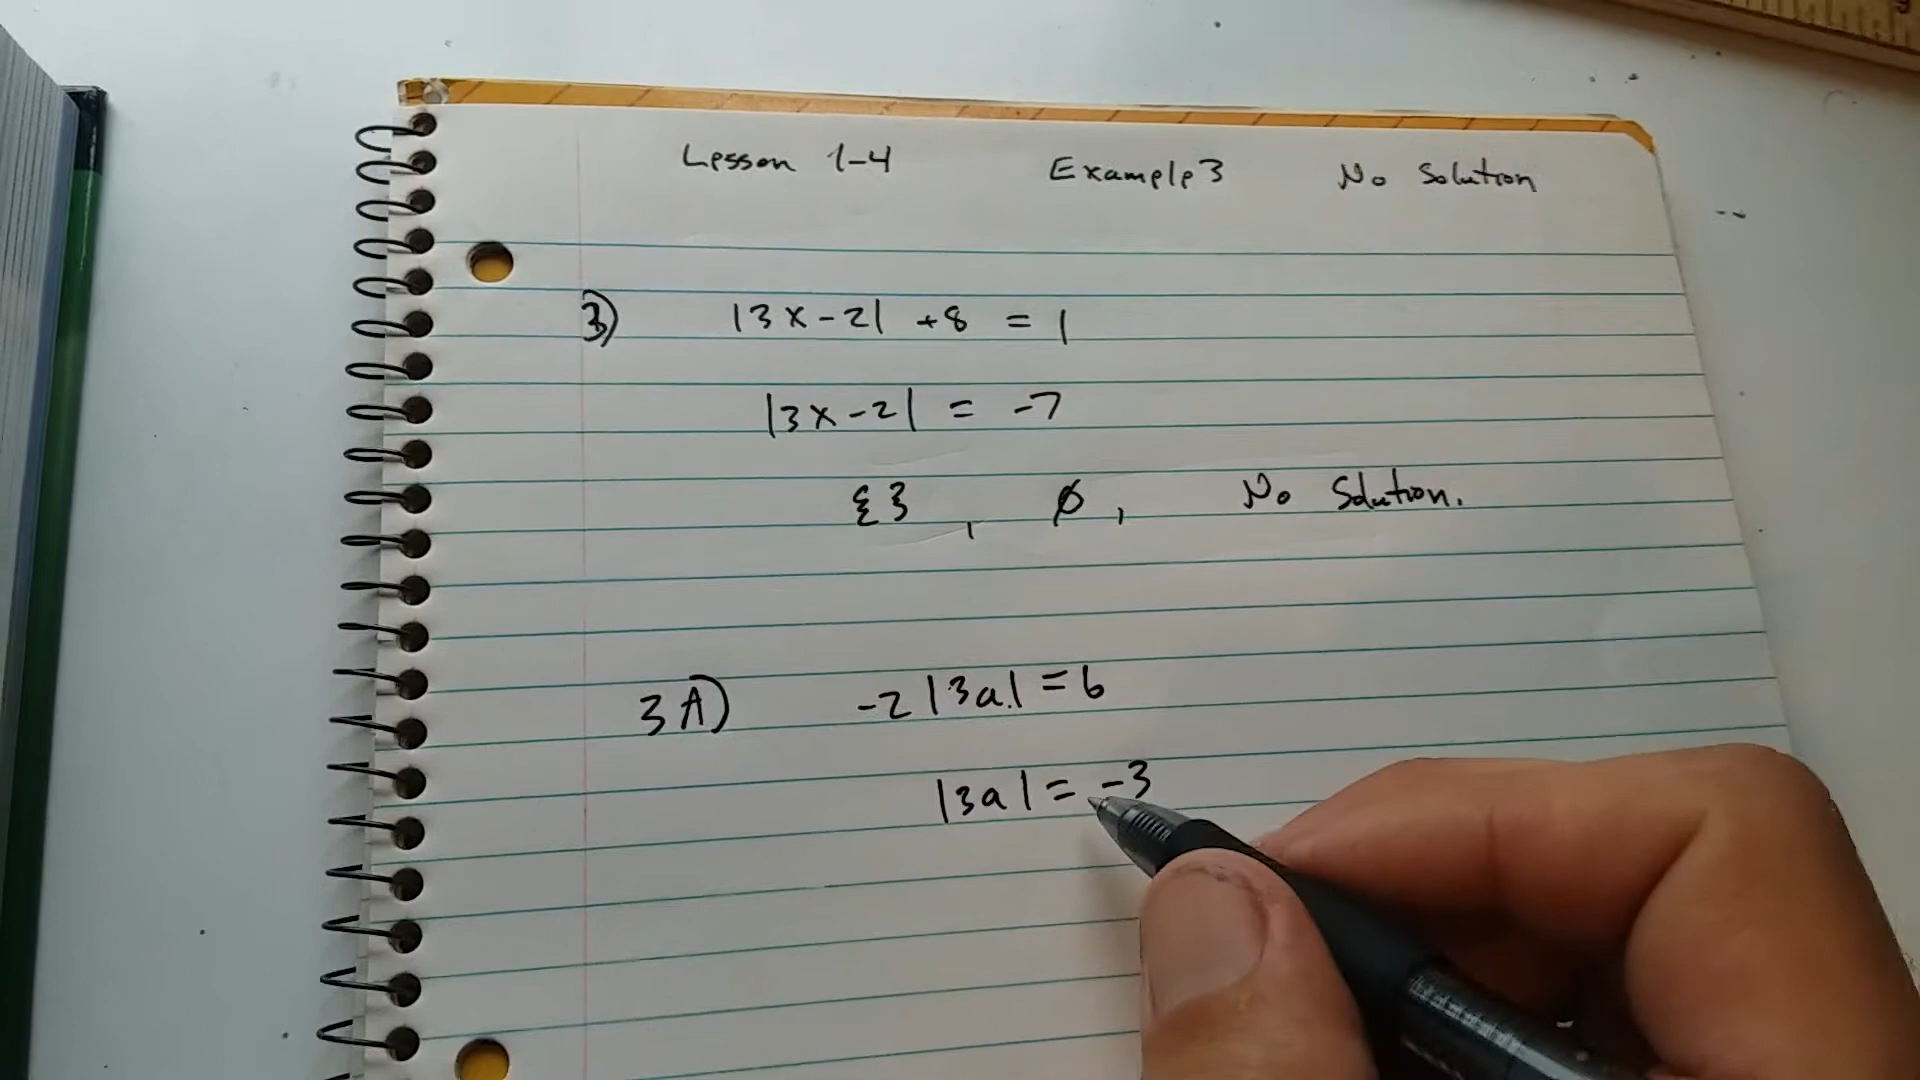 Lesson 1-4 Example 3 No Solution
3) |3x-2| +8 = 1
|3x-2| = -7
{ } , ∅ , No Solution.
3A) -2|3a| = 6
|3a| = -3